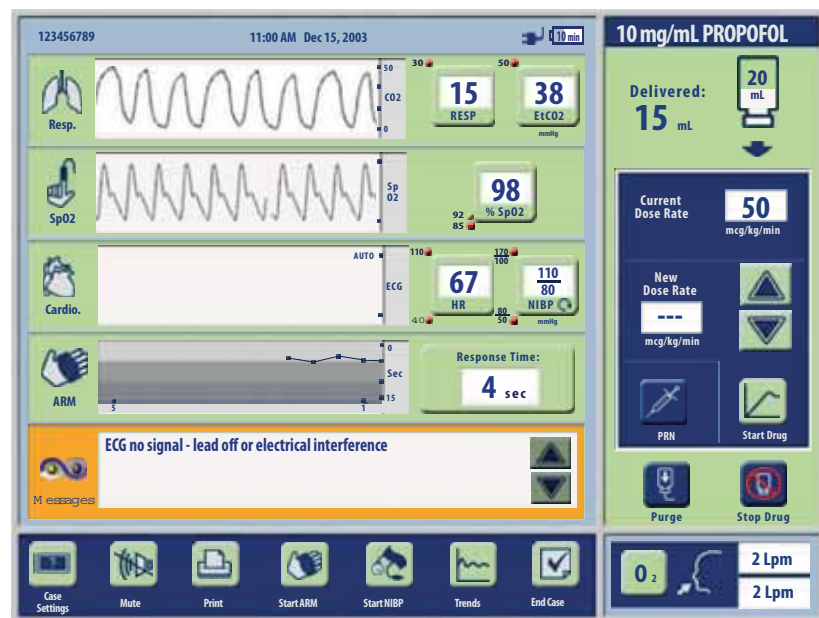 123456789
11:00 AM Dec 15, 2003
10 min
Resp.
50
CO2
0
30
15
RESP
50
38
EtCO2
mmHg
SpO2
Sp
02
92
85
98
% SpO2
Cardio.
AUTO
ECG
110
40
67
HR
170
100
80
50
110
80
NIBP
mmHg
ARM
5
1
0
Sec
15
Response Time:
4 sec
Messages
ECG no signal - lead off or electrical interference
Case
Settings
Mute
Print
Start ARM
Start NIBP
Trends
End Case
10 mg/mL PROPOFOL
Delivered:
15 mL
20
mL
Current
Dose Rate
50
mcg/kg/min
New
Dose Rate
---
mcg/kg/min
PRN
Start Drug
Purge
Stop Drug
O2
2 Lpm
2 Lpm